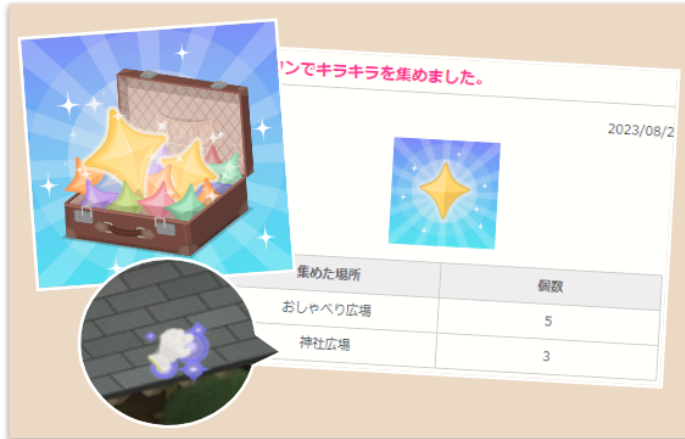 ンでキラキラを集めました。
2023/08/2
集めた場所 個数
おしゃべり広場 5
神社広場 3